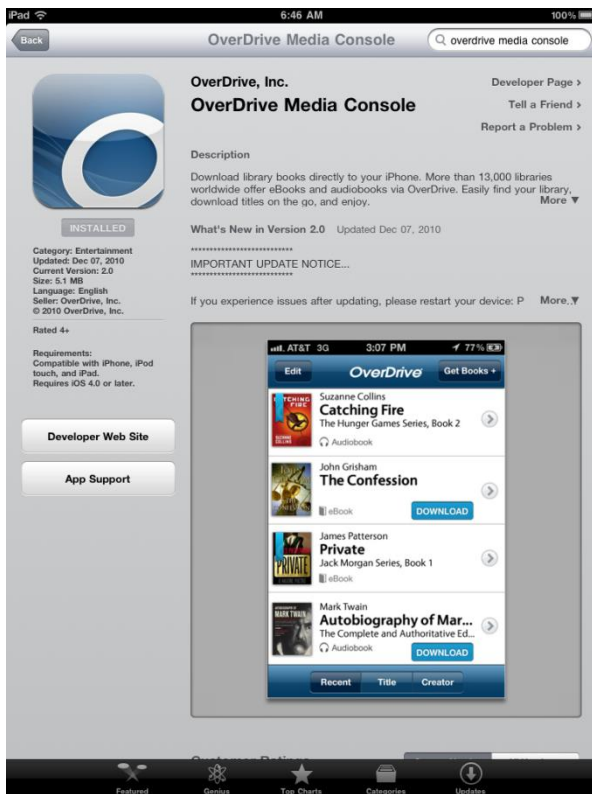 iPad
6:46 AM
100%
Back
OverDrive Media Console
overdrive media console
OverDrive, Inc.
OverDrive Media Console
Developer Page ›
Tell a Friend ›
Report a Problem ›
INSTALLED
Category: Entertainment
Updated: Dec 07, 2010
Current Version: 2.0
Size: 5.1 MB
Language: English
Seller: OverDrive, Inc.
© 2010 OverDrive, Inc.
Rated 4+
Requirements:
Compatible with iPhone, iPod
touch, and iPad.
Requires iOS 4.0 or later.
Developer Web Site
App Support
Description
Download library books directly to your iPhone. More than 13,000 libraries
worldwide offer eBooks and audiobooks via OverDrive. Easily find your library,
download titles on the go, and enjoy.
More ▼
What's New in Version 2.0 Updated Dec 07, 2010
***************************
IMPORTANT UPDATE NOTICE...
***************************
If you experience issues after updating, please restart your device: P
More..▼
AT&T 3G
3:07 PM
77%
Edit
OverDrive
Get Books +
CATCHING
FIRE
SUZANNE
COLLINS
Suzanne Collins
Catching Fire
The Hunger Games Series, Book 2
Audiobook
John Grisham
The Confession
eBook
DOWNLOAD
PRIVATE
James Patterson
Private
Jack Morgan Series, Book 1
eBook
MARK TWAIN
Mark Twain
Autobiography of Mar...
The Complete and Authoritative Ed...
Audiobook
DOWNLOAD
Recent
Title
Creator
Customer Ratings
Featured
Genius
Top Charts
Categories
Updates